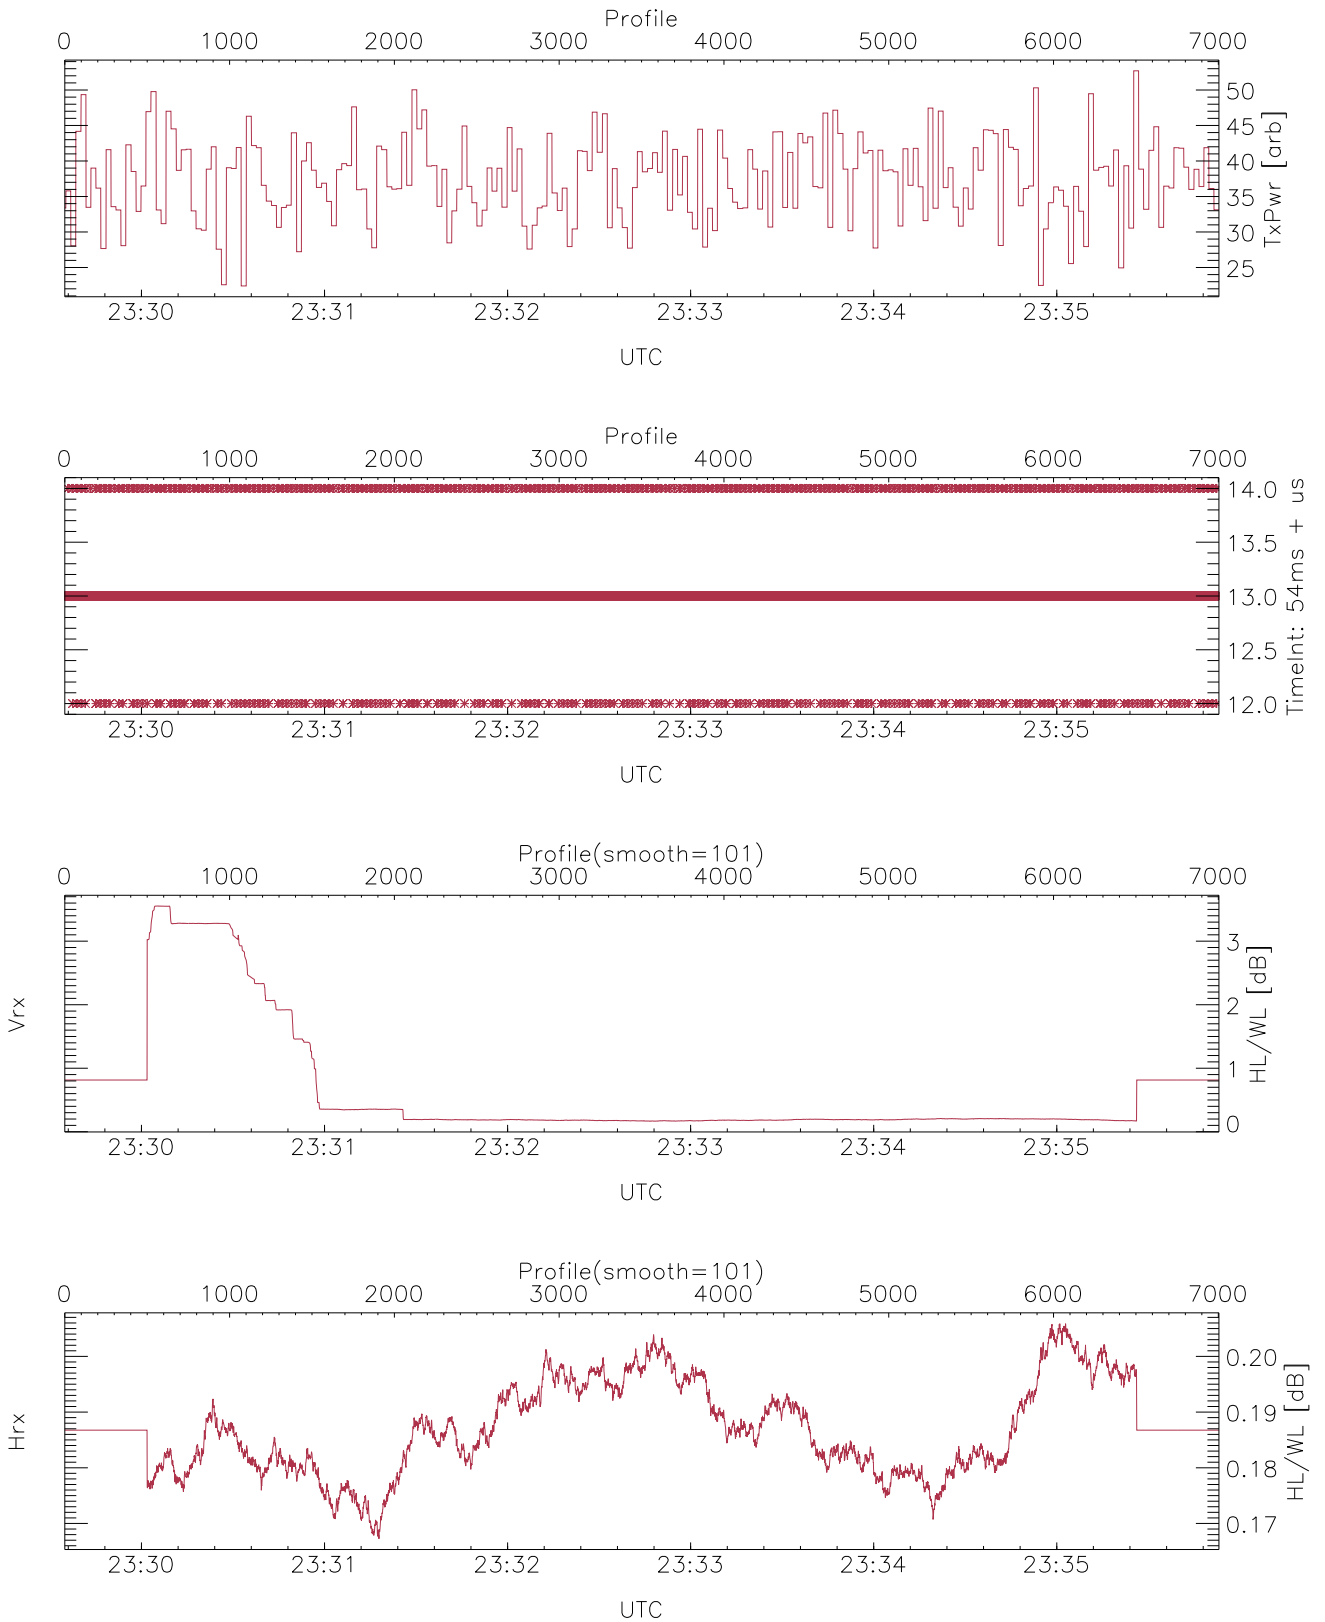 Profile
0 1000 2000 3000 4000 5000 6000 7000
50
45
40
35
30
25
TxPwr [arb]
23:30 23:31 23:32 23:33 23:34 23:35
UTC
Profile
0 1000 2000 3000 4000 5000 6000 7000
14.0
13.5
13.0
12.5
12.0
TimeInt: 54ms + us
23:30 23:31 23:32 23:33 23:34 23:35
UTC
Profile(smooth=101)
0 1000 2000 3000 4000 5000 6000 7000
Vrx
3
2
1
0
HL/WL [dB]
23:30 23:31 23:32 23:33 23:34 23:35
UTC
Profile(smooth=101)
0 1000 2000 3000 4000 5000 6000 7000
Hrx
0.20
0.19
0.18
0.17
HL/WL [dB]
23:30 23:31 23:32 23:33 23:34 23:35
UTC